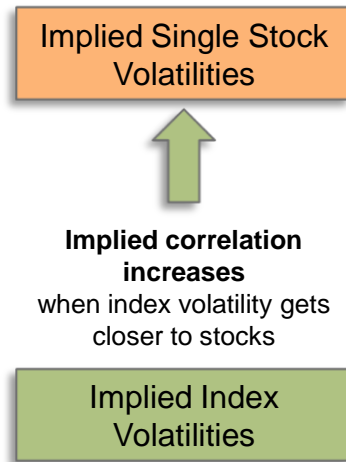 Implied Single Stock
Volatilities
Implied correlation
increases
when index volatility gets
closer to stocks
Implied Index
Volatilities